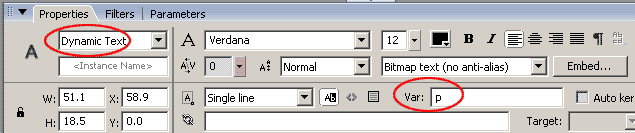 Properties Filters Parameters
A Dynamic Text A Verdana 12 B I
<Instance Name> A V 0 A Normal Bitmap text (no anti-alias) Embed...
W: 51.1 X: 58.9 A Single line AB <> Var: p Auto ker
H: 18.5 Y: 0.0 Target: